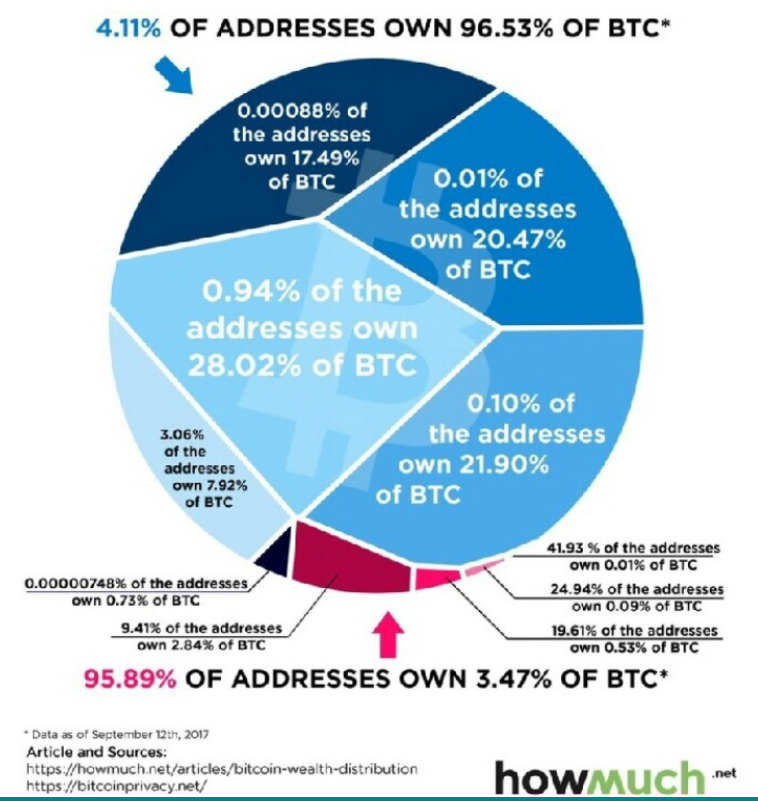 4.11% OF ADDRESSES OWN 96.53% OF BTC*
0.00088% of
the addresses
own 17.49%
of BTC
0.01% of
the addresses
own 20.47%
of BTC
0.94% of the
addresses own
28.02% of BTC
0.10% of
the addresses
own 21.90%
of BTC
3.06%
of the
addresses
own 7.92%
of BTC
41.93 % of the addresses
own 0.01% of BTC
0.00000748% of the addresses
own 0.73% of BTC
24.94% of the addresses
own 0.09% of BTC
9.41% of the addresses
own 2.84% of BTC
19.61% of the addresses
own 0.53% of BTC
95.89% OF ADDRESSES OWN 3.47% OF BTC*
* Data as of September 12th, 2017
Article and Sources:
https://howmuch.net/articles/bitcoin-wealth-distribution
https://bitcoinprivacy.net/
howmuch.net